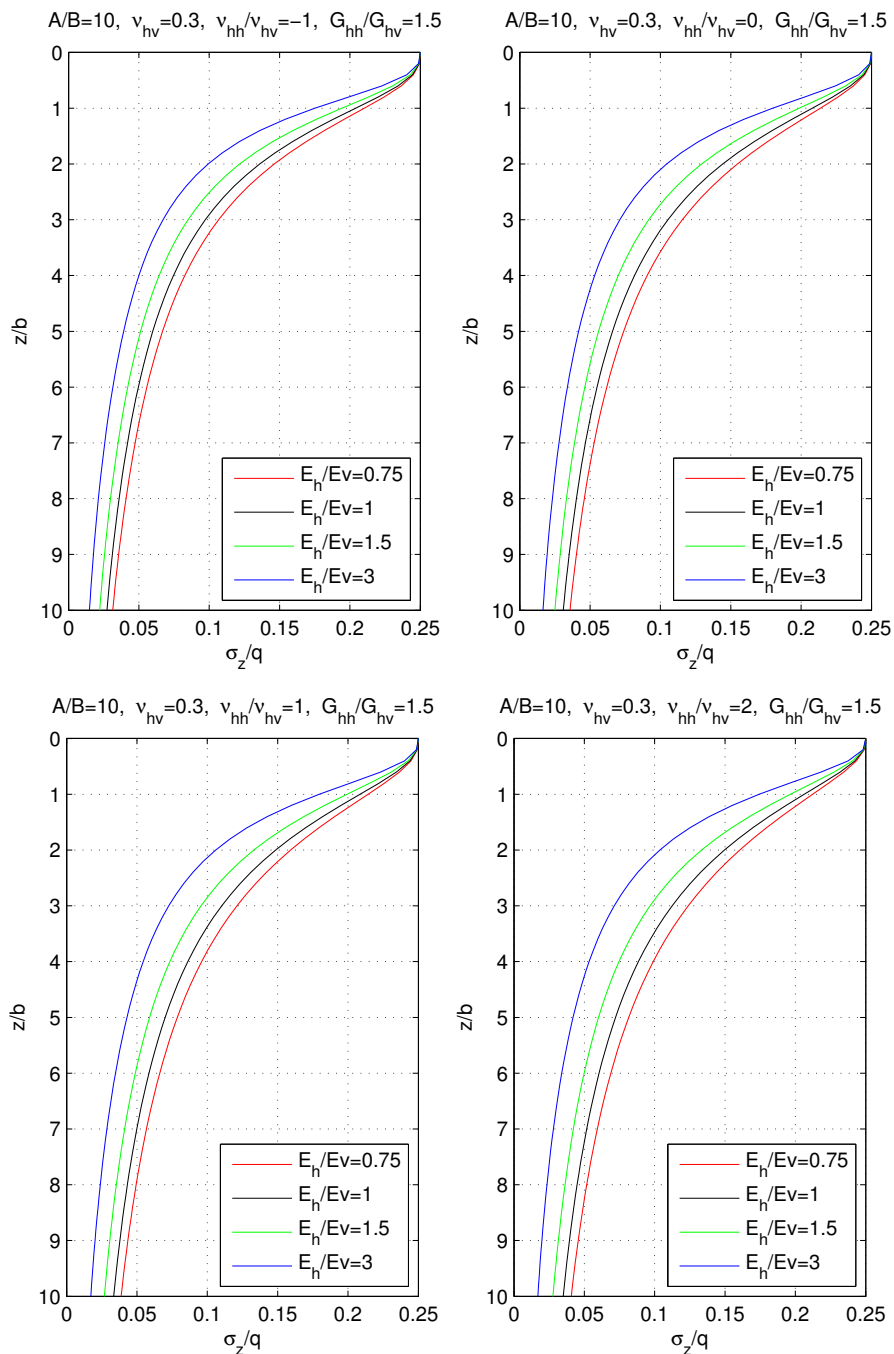 A/B=10, ν_hv=0.3, ν_hh/ν_hv=−1, G_hh/G_hv=1.5
0
1
2
3
4
5
6
7
8
9
10
z/b
0
0.05
0.1
0.15
0.2
0.25
σ_z/q
E_h/Ev=0.75
E_h/Ev=1
E_h/Ev=1.5
E_h/Ev=3
A/B=10, ν_hv=0.3, ν_hh/ν_hv=0, G_hh/G_hv=1.5
0
1
2
3
4
5
6
7
8
9
10
z/b
0
0.05
0.1
0.15
0.2
0.25
σ_z/q
E_h/Ev=0.75
E_h/Ev=1
E_h/Ev=1.5
E_h/Ev=3
A/B=10, ν_hv=0.3, ν_hh/ν_hv=1, G_hh/G_hv=1.5
0
1
2
3
4
5
6
7
8
9
10
z/b
0
0.05
0.1
0.15
0.2
0.25
σ_z/q
E_h/Ev=0.75
E_h/Ev=1
E_h/Ev=1.5
E_h/Ev=3
A/B=10, ν_hv=0.3, ν_hh/ν_hv=2, G_hh/G_hv=1.5
0
1
2
3
4
5
6
7
8
9
10
z/b
0
0.05
0.1
0.15
0.2
0.25
σ_z/q
E_h/Ev=0.75
E_h/Ev=1
E_h/Ev=1.5
E_h/Ev=3